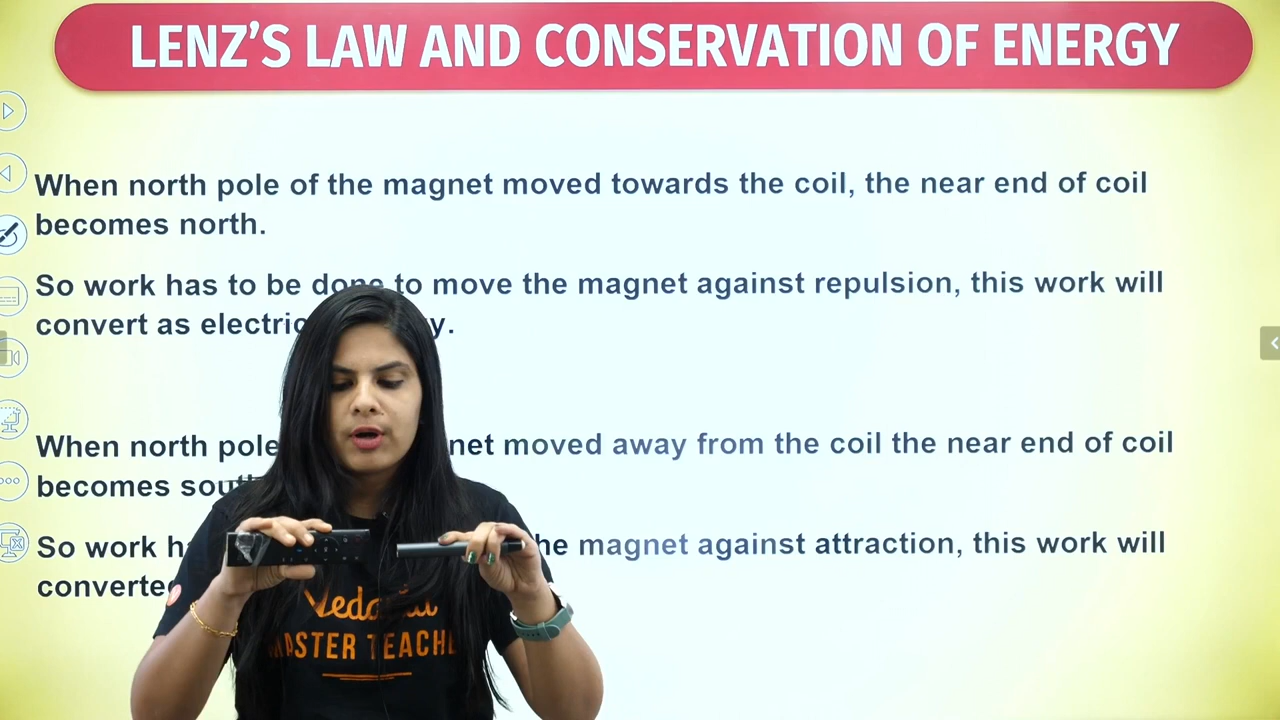 LENZ'S LAW AND CONSERVATION OF ENERGY
When north pole of the magnet moved towards the coil, the near end of coil
becomes north.
So work has to be done to move the magnet against repulsion, this work will
convert as
When north pole moved away from the coil the near end of coil
becomes
So work the magnet against attraction, this work will
MASTER